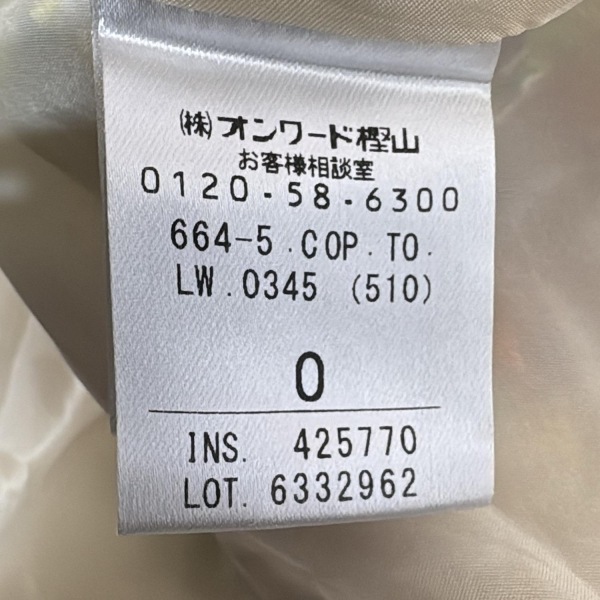 (株)オンワード樫山
お客様相談室
0120-58-6300
664-5.COP.TO.
LW.0345 (510)
0
INS. 425770
LOT. 6332962